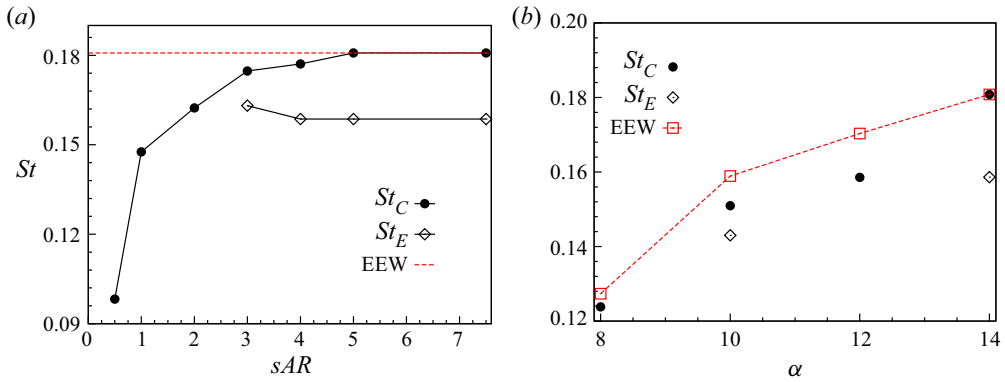 (a)
0.18
0.15
0.12
0.09
St
St_C
St_E
EEW
0 1 2 3 4 5 6 7
sAR
(b)
0.20
0.18
0.16
0.14
0.12
St_C
St_E
EEW
8 10 12 14
α